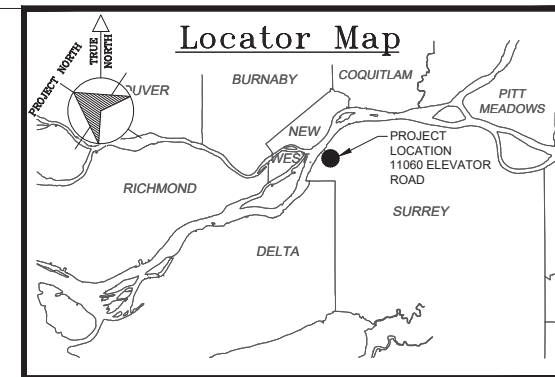 Locator Map
TRUE
NORTH
PROJECT NORTH
BURNABY
COQUITLAM
PITT
MEADOWS
NEW
WEST.
PROJECT
LOCATION
11060 ELEVATOR
ROAD
RICHMOND
SURREY
DELTA